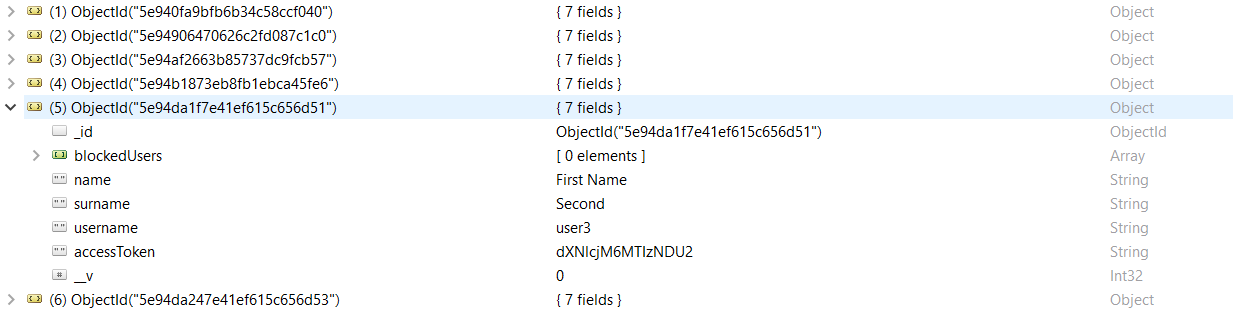 (1) ObjectId("5e940fa9bfb6b34c58ccf040") { 7 fields } Object
(2) ObjectId("5e94906470626c2fd087c1c0") { 7 fields } Object
(3) ObjectId("5e94af2663b85737dc9fcb57") { 7 fields } Object
(4) ObjectId("5e94b1873eb8fb1ebca45fe6") { 7 fields } Object
(5) ObjectId("5e94da1f7e41ef615c656d51") { 7 fields } Object
_id ObjectId("5e94da1f7e41ef615c656d51") ObjectId
blockedUsers [ 0 elements ] Array
name First Name String
surname Second String
username user3 String
accessToken dXNlcjM6MTIzNDU2 String
# __v 0 Int32
(6) ObjectId("5e94da247e41ef615c656d53") { 7 fields } Object